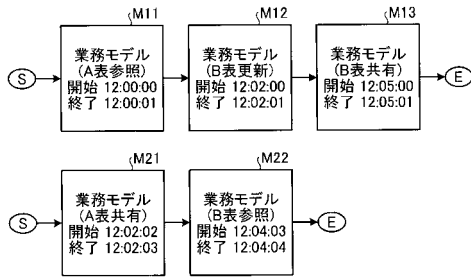 M11
M12
M13
S
業務モデル
(A表参照)
開始 12:00:00
終了 12:00:01
業務モデル
(B表更新)
開始 12:02:00
終了 12:02:01
業務モデル
(B表共有)
開始 12:05:00
終了 12:05:01
E
M21
M22
S
業務モデル
(A表共有)
開始 12:02:02
終了 12:02:03
業務モデル
(B表参照)
開始 12:04:03
終了 12:04:04
E